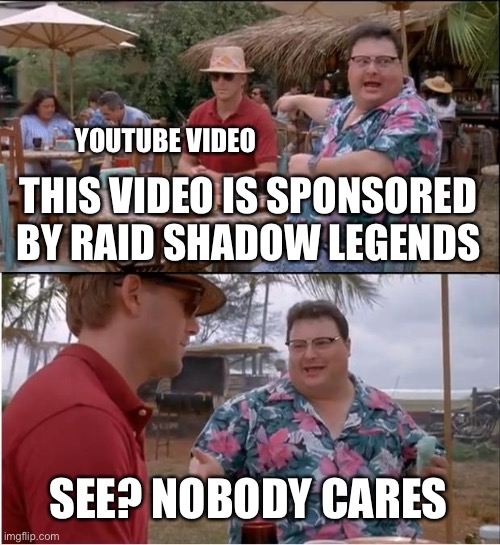 YOUTUBE VIDEO
THIS VIDEO IS SPONSORED
BY RAID SHADOW LEGENDS
SEE? NOBODY CARES
imgflip.com